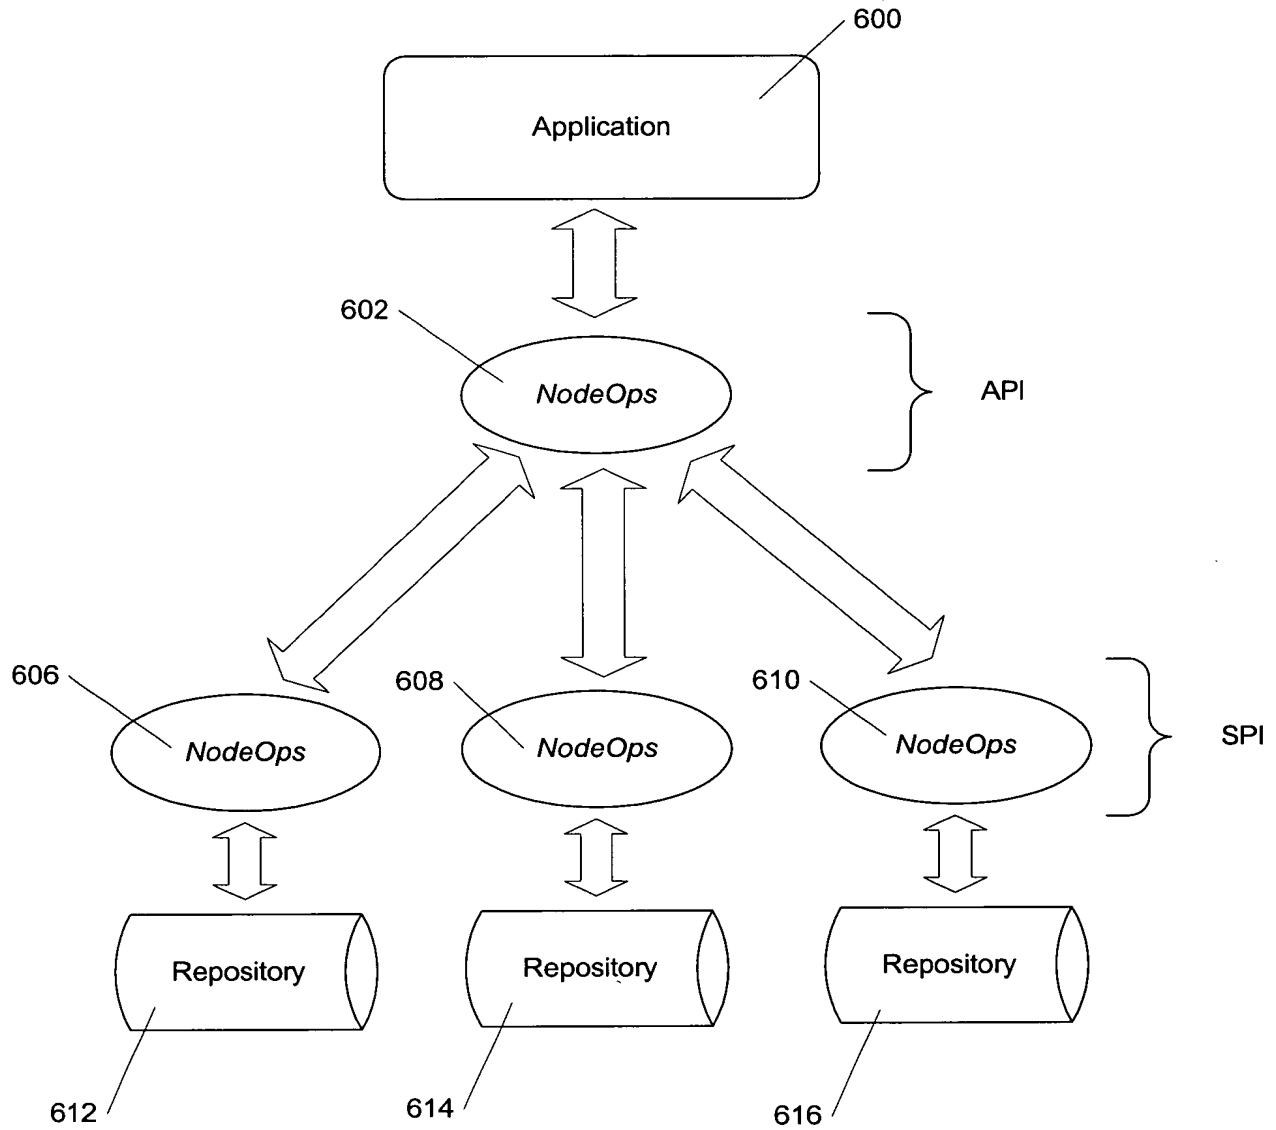 600
Application
602
NodeOps
API
606
608
610
NodeOps
NodeOps
NodeOps
SPI
Repository
Repository
Repository
612
614
616